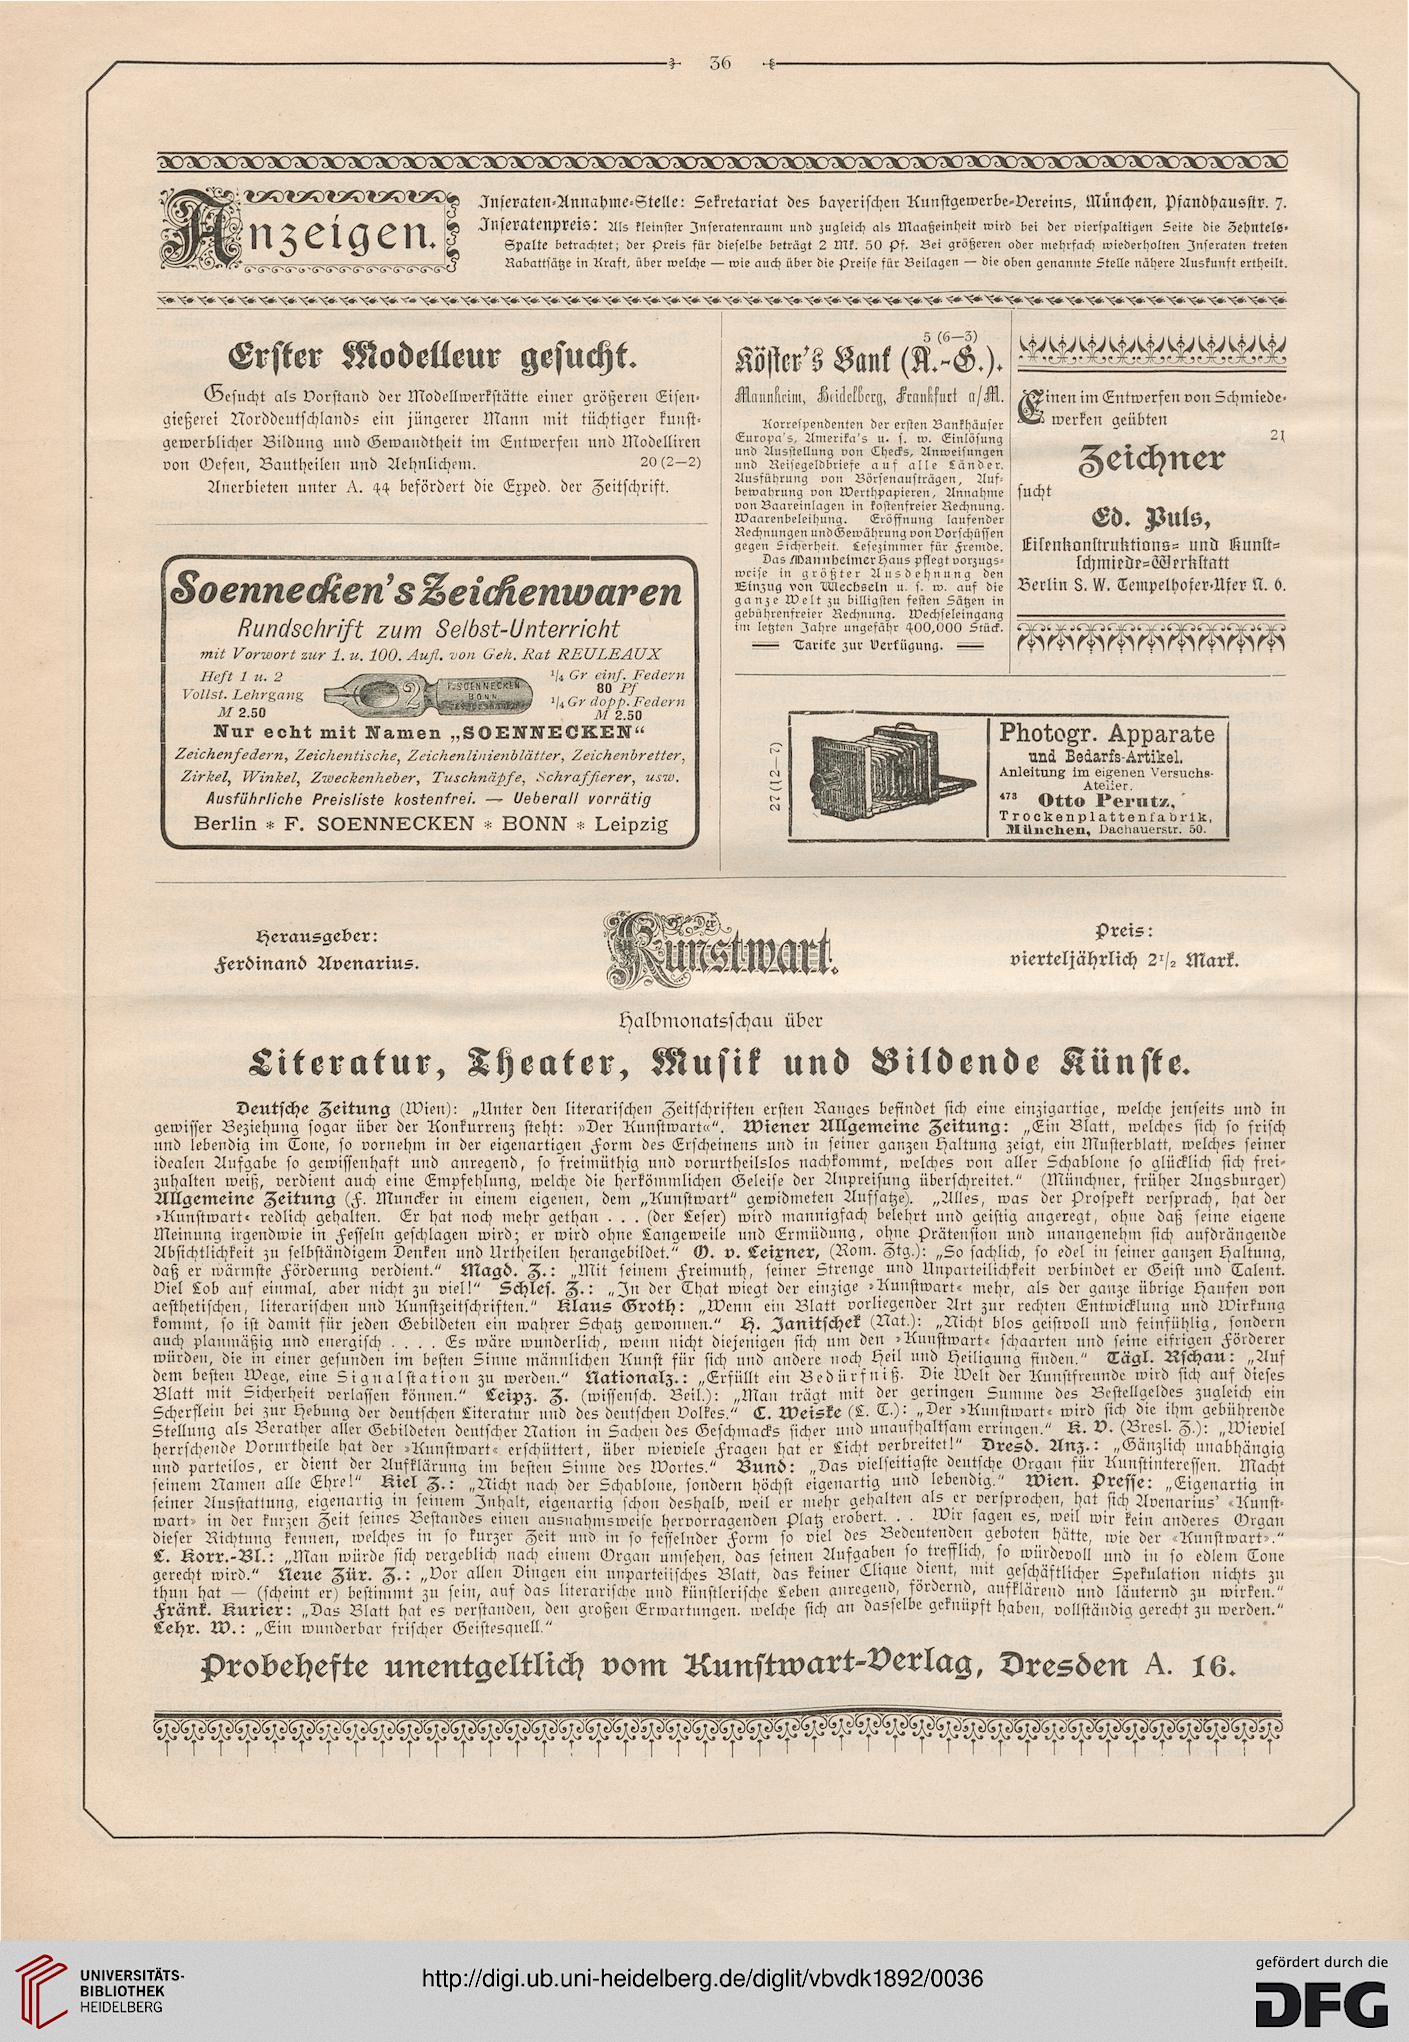 36
Anzeigen.
Inseraten-Annahme-Stelle: Sekretariat des bayerischen Kunstgewerbe-Vereins, München, Pfandhausstr. 7.
Inseratenpreis: Als kleinster Inseratenraum und zugleich als Maaßeinheit wird bei der vierspaltigen Seite die Zehntels-
Spalte betrachtet; der Preis für dieselbe beträgt 2 Mk. 50 Pf. Bei größeren oder mehrfach wiederholten Inseraten treten
Rabattsätze in Kraft, über welche — wie auch über die Preise für Beilagen — die oben genannte Stelle nähere Auskunft ertheilt.
Erster Modelleur gesucht.
Gesucht als Vorstand der Modellwerkstätte einer größeren Eisen-
gießerei Norddeutschlands ein jüngerer Mann mit tüchtiger kunst-
gewerblicher Bildung und Gewandtheit im Entwerfen und Modelliren
von Oefen, Bautheilen und Aehnlichem. 20 (2—2)
Anerbieten unter A. 44 befördert die Exped. der Zeitschrift.
Soennecken's Zeichenwaren
Rundschrift zum Selbst-Unterricht
mit Vorwort zur 1. u. 100. Aufl. von Geh. Rat REULEAUX
Heft 1 u. 2
Vollst. Lehrgang
M 2.50
2
F. SOENNECKEN
BONN
1/4 Gr einf. Federn
80 Pf
1/4 Gr dopp. Federn
M 2.50
Nur echt mit Namen „SOENNECKEN“
Zeichenfedern, Zeichentische, Zeichenlinienblätter, Zeichenbretter,
Zirkel, Winkel, Zweckenheber, Tuschnäpfe, Schraffierer, usw.
Ausführliche Preisliste kostenfrei. — Ueberall vorrätig
Berlin * F. SOENNECKEN * BONN * Leipzig
5 (6—3)
Köster's Bank (A.-G.).
Mannheim, Heidelberg, Frankfurt a/M.
Korrespondenten der ersten Bankhäuser
Europa's, Amerika's u. s. w. Einlösung
und Ausstellung von Checks, Anweisungen
und Reisegeldbriefe auf alle Länder.
Ausführung von Börsenaufträgen, Auf-
bewahrung von Werthpapieren, Annahme
von Baareinlagen in kostenfreier Rechnung.
Waarenbeleihung. Eröffnung laufender
Rechnungen und Gewährung von Vorschüssen
gegen Sicherheit. Lesezimmer für Fremde.
Das Mannheimer Haus pflegt vorzugs-
weise in größter Ausdehnung den
Einzug von Wechseln u. s. w. auf die
ganze Welt zu billigsten festen Sätzen in
gebührenfreier Rechnung. Wechseleingang
im letzten Jahre ungefähr 400,000 Stück.
Tarife zur Verfügung.
Einen im Entwerfen von Schmiede-
werken geübten
21
Zeichner
sucht
Ed. Puls,
Eisenkonstruktions- und Kunst-
schmiede-Werkstatt
Berlin S. W. Tempelhofer-Ufer N. 6.
27 (12—7)
Photogr. Apparate
und Bedarfs-Artikel.
Anleitung im eigenen Versuchs-
Atelier.
473 Otto Perutz,
Trockenplattenfabrik,
München, Dachauerstr. 50.
Herausgeber:
Ferdinand Avenarius.
Der
Kunstwart.
Preis:
vierteljährlich 2 1/2 Mark.
Halbmonatsschau über
Literatur, Theater, Musik und Bildende Künste.
Deutsche Zeitung (Wien): „Unter den literarischen Zeitschriften ersten Ranges befindet sich eine einzigartige, welche jenseits und in
gewisser Beziehung sogar über der Konkurrenz steht: »Der Kunstwart«“. Wiener Allgemeine Zeitung: „Ein Blatt, welches sich so frisch
und lebendig im Tone, so vornehm in der eigenartigen Form des Erscheinens und in seiner ganzen Haltung zeigt, ein Musterblatt, welches seiner
idealen Aufgabe so gewissenhaft und anregend, so freimüthig und vorurtheilslos nachkommt, welches von aller Schablone so glücklich sich frei-
zuhalten weiß, verdient auch eine Empfehlung, welche die herkömmlichen Geleise der Anpreisung überschreitet.“ (Münchner, früher Augsburger)
Allgemeine Zeitung (F. Muncker in einem eigenen, dem „Kunstwart“ gewidmeten Aufsatze). „Alles, was der Prospekt versprach, hat der
»Kunstwart« redlich gehalten. Er hat noch mehr gethan . . . (der Leser) wird mannigfach belehrt und geistig angeregt, ohne daß seine eigene
Meinung irgendwie in Fesseln geschlagen wird; er wird ohne Langeweile und Ermüdung, ohne Prätension und unangenehm sich aufdrängende
Absichtlichkeit zu selbständigem Denken und Urtheilen herangebildet.“ O. v. Leixner, (Rom. Ztg.): „So sachlich, so edel in seiner ganzen Haltung,
daß er wärmste Förderung verdient.“ Magd. Z.: „Mit seinem Freimuth, seiner Strenge und Unparteilichkeit verbindet er Geist und Talent.
Viel Lob auf einmal, aber nicht zu viel!“ Schles. Z.: „In der That wiegt der einzige »Kunstwart« mehr, als der ganze übrige Haufen von
aesthetischen, literarischen und Kunstzeitschriften.“ Klaus Groth: „Wenn ein Blatt vorliegender Art zur rechten Entwicklung und Wirkung
kommt, so ist damit für jeden Gebildeten ein wahrer Schatz gewonnen.“ H. Janitschek (Nat.): „Nicht blos geistvoll und feinfühlig, sondern
auch planmäßig und energisch . . . . Es wäre wunderlich, wenn nicht diejenigen sich um den »Kunstwart« schaarten und seine eifrigen Förderer
würden, die in einer gesunden im besten Sinne männlichen Kunst für sich und andere noch Heil und Heiligung finden.“ Tägl. Rschau: „Auf
dem besten Wege, eine Signalstation zu werden.“ Nationalz.: „Erfüllt ein Bedürfniß. Die Welt der Kunstfreunde wird sich auf dieses
Blatt mit Sicherheit verlassen können.“ Leipz. Z. (wissensch. Beil.): „Man trägt mit der geringen Summe des Bestellgeldes zugleich ein
Scherflein bei zur Hebung der deutschen Literatur und des deutschen Volkes.“ C. Weiske (L. T.): „Der »Kunstwart« wird sich die ihm gebührende
Stellung als Berather aller Gebildeten deutscher Nation in Sachen des Geschmacks sicher und unaufhaltsam erringen.“ K. V. (Bresl. Z.): „Wieviel
herrschende Vorurtheile hat der »Kunstwart« erschüttert, über wieviele Fragen hat er Licht verbreitet!“ Dresd. Anz.: „Gänzlich unabhängig
und parteilos, er dient der Aufklärung im besten Sinne des Wortes.“ Bund: „Das vielseitigste deutsche Organ für Kunstinteressen. Macht
seinem Namen alle Ehre!“ Kiel Z.: „Nicht nach der Schablone, sondern höchst eigenartig und lebendig.“ Wien. Presse: „Eigenartig in
seiner Ausstattung, eigenartig in seinem Inhalt, eigenartig schon deshalb, weil er mehr gehalten als er versprochen, hat sich Avenarius' «Kunst-
wart» in der kurzen Zeit seines Bestandes einen ausnahmsweise hervorragenden Platz erobert. . . Wir sagen es, weil wir kein anderes Organ
dieser Richtung kennen, welches in so kurzer Zeit und in so fesselnder Form so viel des Bedeutenden geboten hätte, wie der «Kunstwart».“
L. Korr.-Bl.: „Man würde sich vergeblich nach einem Organ umsehen, das seinen Aufgaben so trefflich, so würdevoll und in so edlem Tone
gerecht wird.“ Neue Zür. Z.: „Vor allen Dingen ein unparteiisches Blatt, das keiner Clique dient, mit geschäftlicher Spekulation nichts zu
thun hat — (scheint er) bestimmt zu sein, auf das literarische und künstlerische Leben anregend, fördernd, aufklärend und läuternd zu wirken.“
Fränk. Kurier: „Das Blatt hat es verstanden, den großen Erwartungen. welche sich an dasselbe geknüpft haben, vollständig gerecht zu werden.“
Lehr. W.: „Ein wunderbar frischer Geistesquell.“
Probehefte unentgeltlich vom Kunstwart-Verlag, Dresden A. 16.
UNIVERSITÄTS-
BIBLIOTHEK
HEIDELBERG
http://digi.ub.uni-heidelberg.de/diglit/vbvdk1892/0036
gefördert durch die
DFG